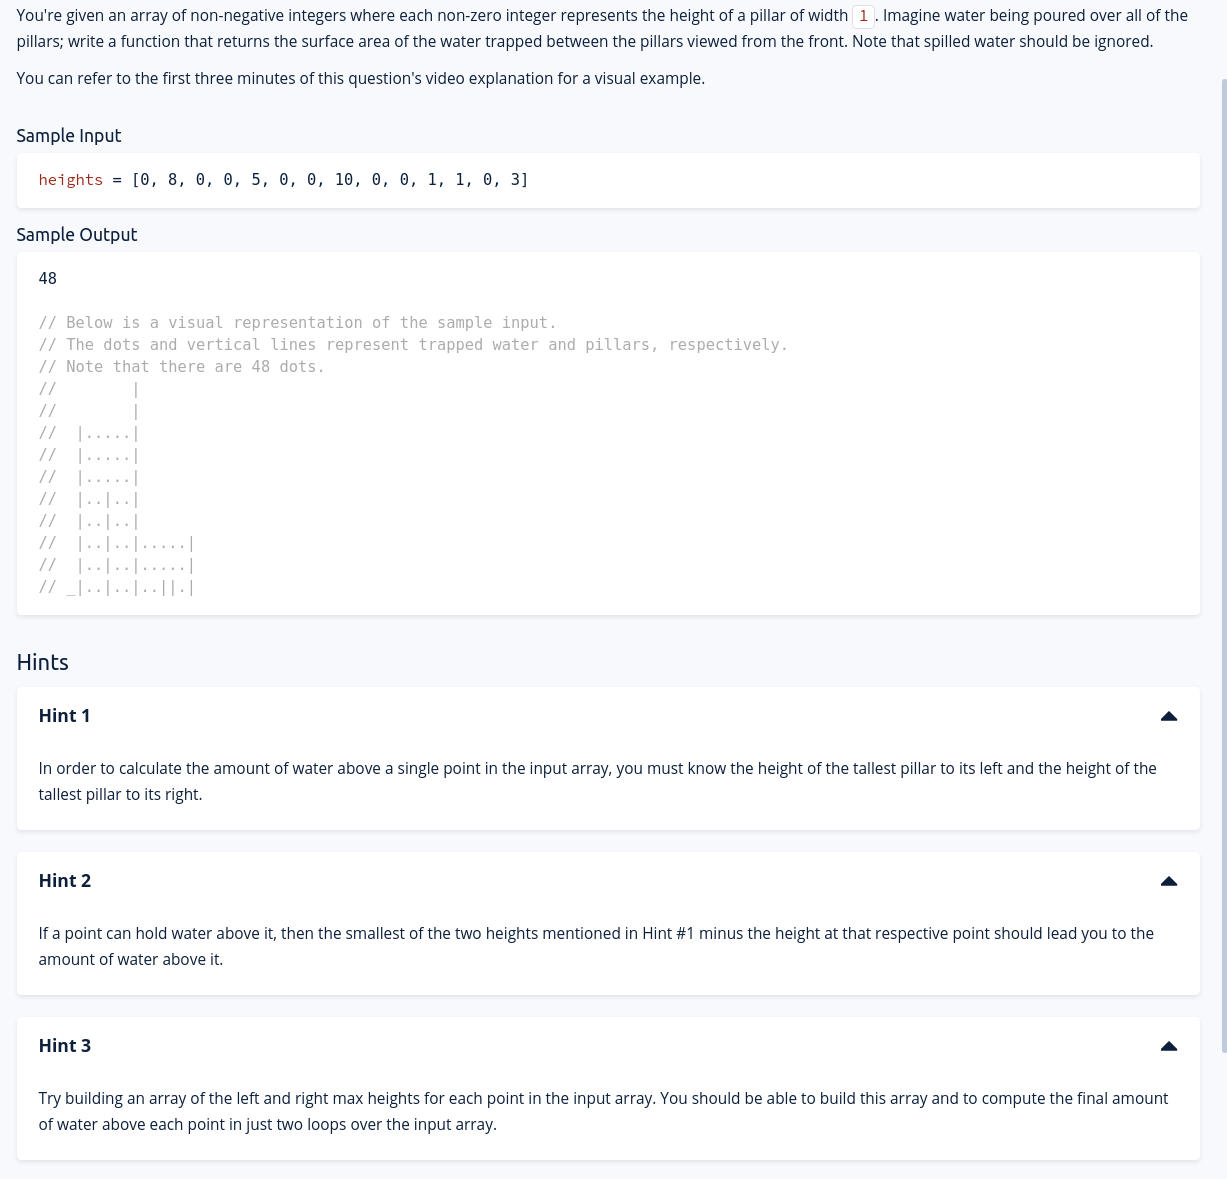 You're given an array of non-negative integers where each non-zero integer represents the height of a pillar of width 1. Imagine water being poured over all of the
pillars; write a function that returns the surface area of the water trapped between the pillars viewed from the front. Note that spilled water should be ignored.
You can refer to the first three minutes of this question's video explanation for a visual example.
Sample Input
heights = [0, 8, 0, 0, 5, 0, 0, 10, 0, 0, 1, 1, 0, 3]
Sample Output
48
// Below is a visual representation of the sample input.
// The dots and vertical lines represent trapped water and pillars, respectively.
// Note that there are 48 dots.
//        |
//        |
//  |.....|
//  |.....|
//  |.....|
//  |..|..|
//  |..|..|
//  |..|..|.....|
//  |..|..|.....|
// _|..|..|..||.|
Hints
Hint 1
In order to calculate the amount of water above a single point in the input array, you must know the height of the tallest pillar to its left and the height of the
tallest pillar to its right.
Hint 2
If a point can hold water above it, then the smallest of the two heights mentioned in Hint #1 minus the height at that respective point should lead you to the
amount of water above it.
Hint 3
Try building an array of the left and right max heights for each point in the input array. You should be able to build this array and to compute the final amount
of water above each point in just two loops over the input array.